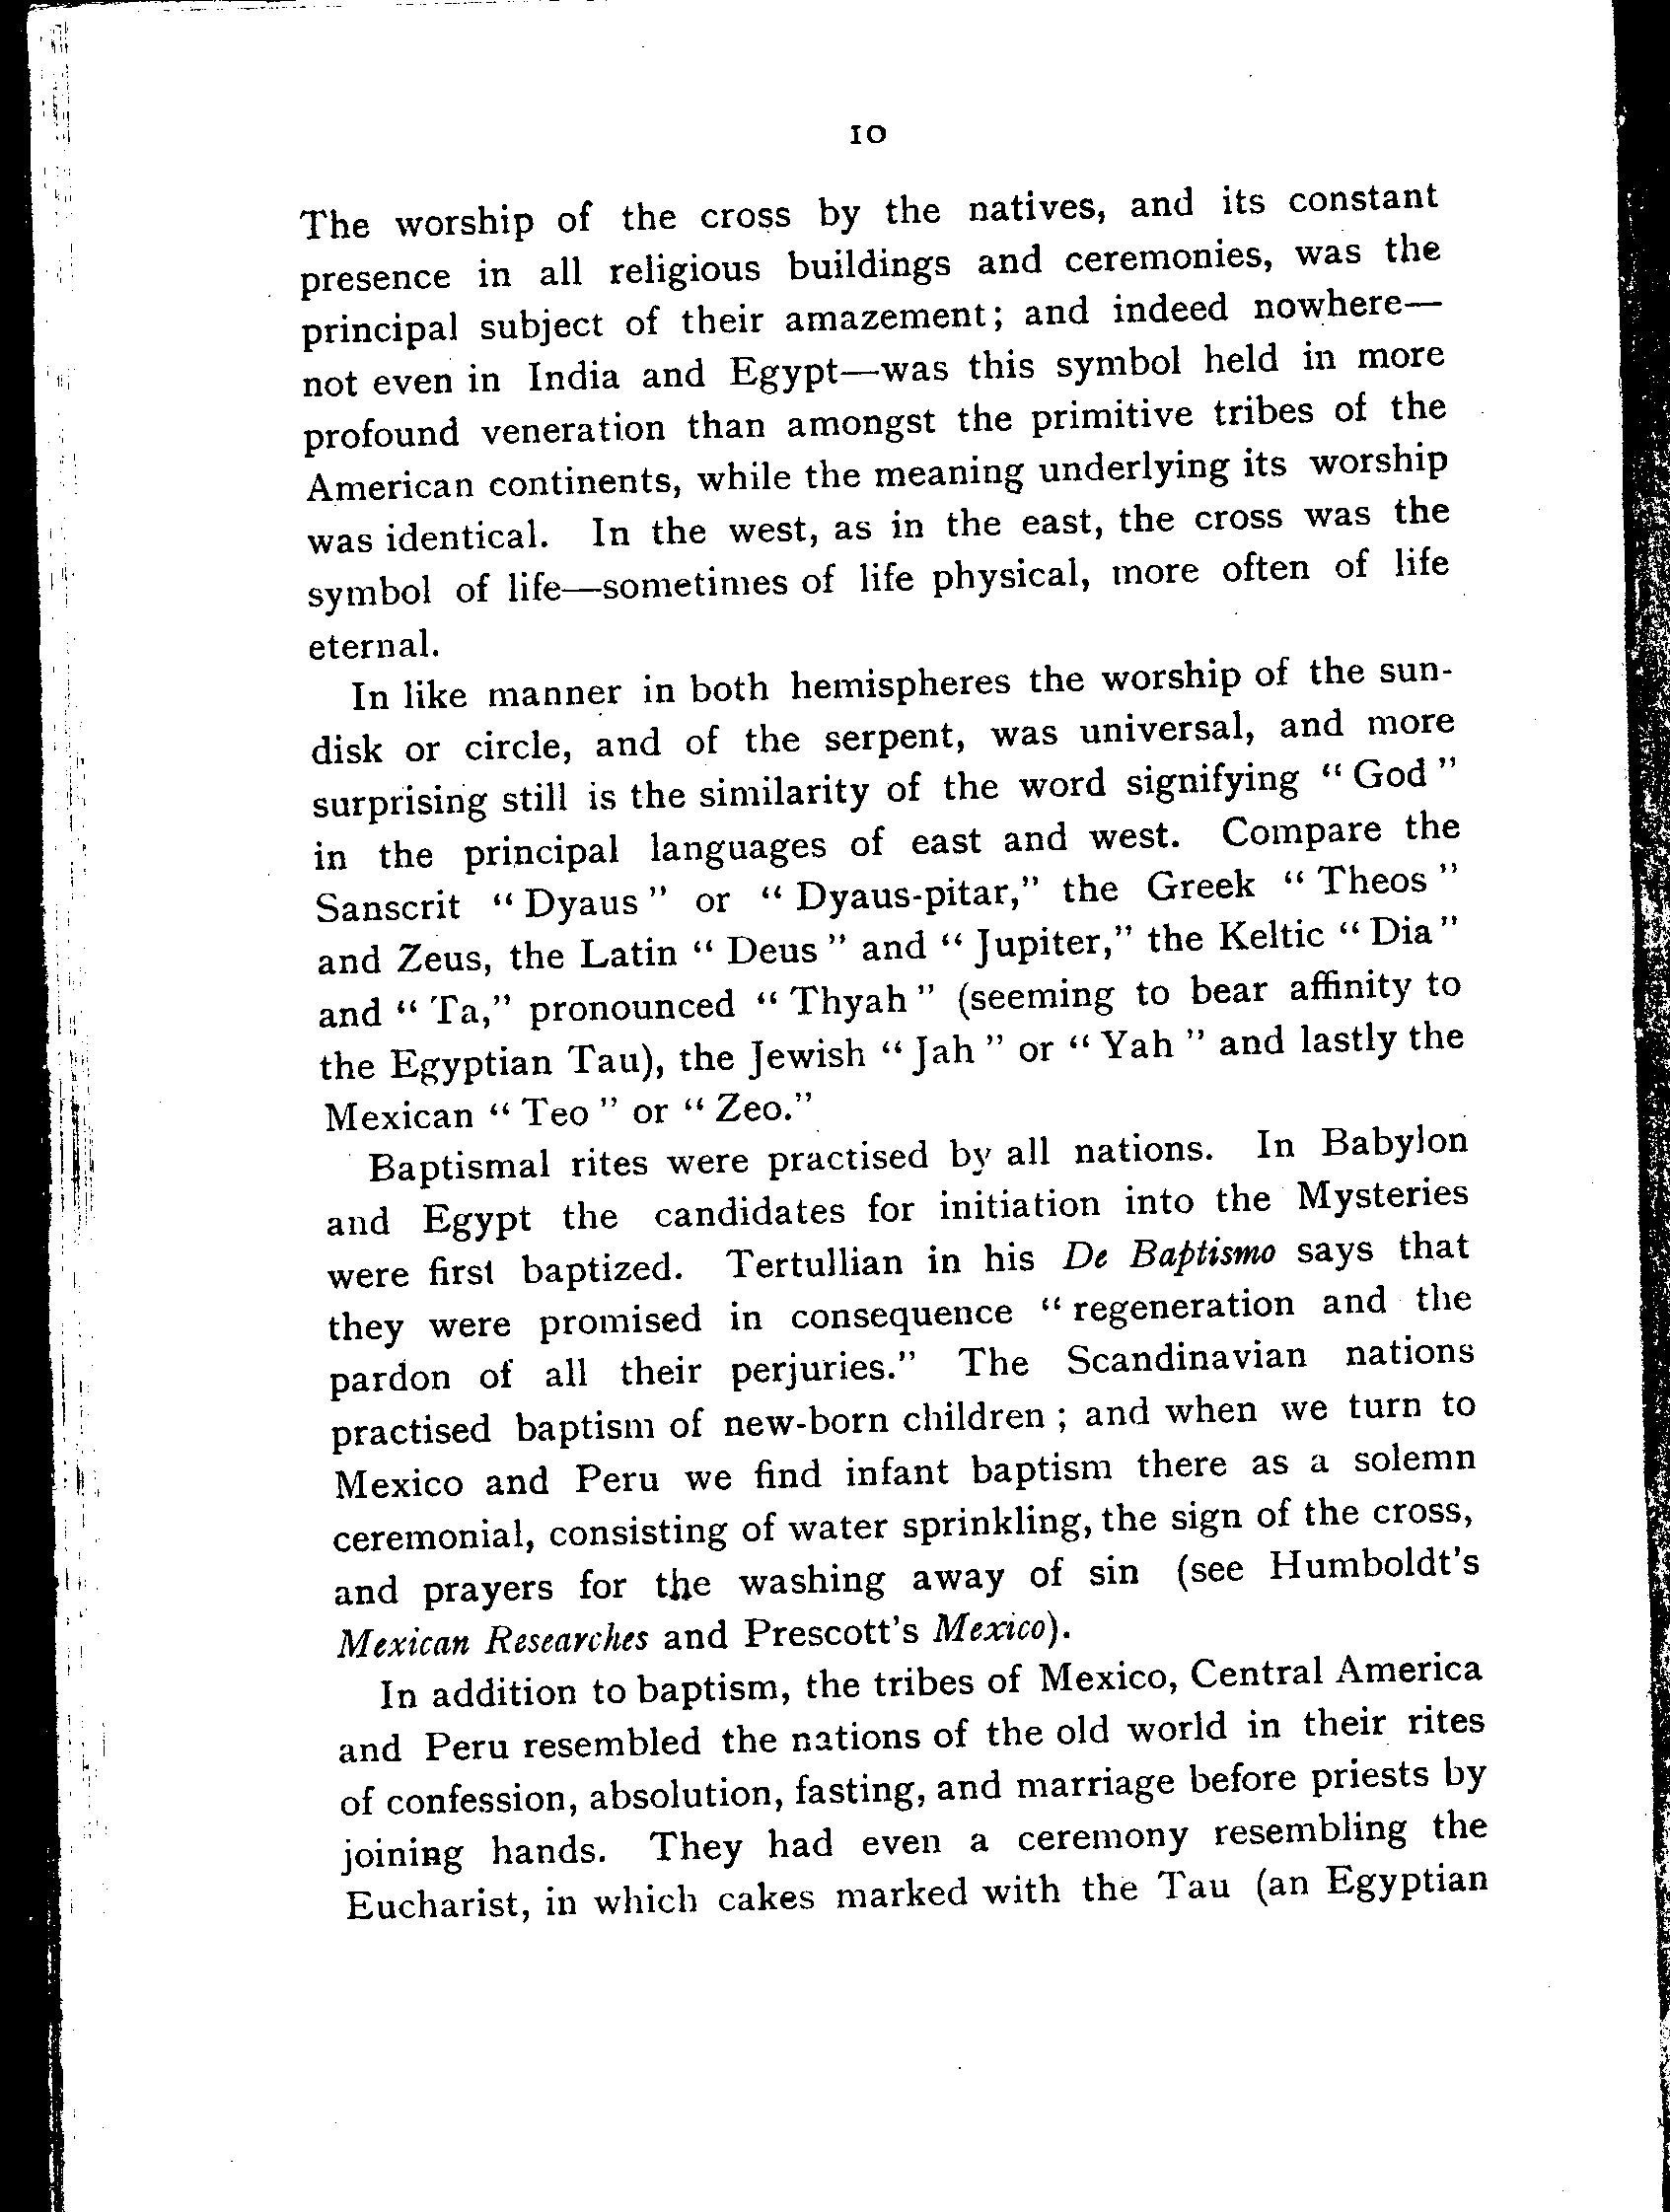 10
The worship of the cross by the natives, and its constant
presence in all religious buildings and ceremonies, was the
principal subject of their amazement; and indeed nowhere—
not even in India and Egypt—was this symbol held in more
profound veneration than amongst the primitive tribes of the
American continents, while the meaning underlying its worship
was identical. In the west, as in the east, the cross was the
symbol of life—sometimes of life physical, more often of life
eternal.
In like manner in both hemispheres the worship of the sun-
disk or circle, and of the serpent, was universal, and more
surprising still is the similarity of the word signifying “ God ”
in the principal languages of east and west. Compare the
Sanscrit “ Dyaus ” or “ Dyaus-pitar,” the Greek “ Theos ”
and Zeus, the Latin “ Deus ” and “ Jupiter,” the Keltic “ Dia ”
and “ Ta,” pronounced “ Thyah ” (seeming to bear affinity to
the Egyptian Tau), the Jewish “ Jah ” or “ Yah ” and lastly the
Mexican “ Teo ” or “ Zeo.”
Baptismal rites were practised by all nations. In Babylon
and Egypt the candidates for initiation into the Mysteries
were first baptized. Tertullian in his De Baptismo says that
they were promised in consequence “ regeneration and the
pardon of all their perjuries.” The Scandinavian nations
practised baptism of new-born children ; and when we turn to
Mexico and Peru we find infant baptism there as a solemn
ceremonial, consisting of water sprinkling, the sign of the cross,
and prayers for the washing away of sin (see Humboldt's
Mexican Researches and Prescott's Mexico).
In addition to baptism, the tribes of Mexico, Central America
and Peru resembled the nations of the old world in their rites
of confession, absolution, fasting, and marriage before priests by
joining hands. They had even a ceremony resembling the
Eucharist, in which cakes marked with the Tau (an Egyptian